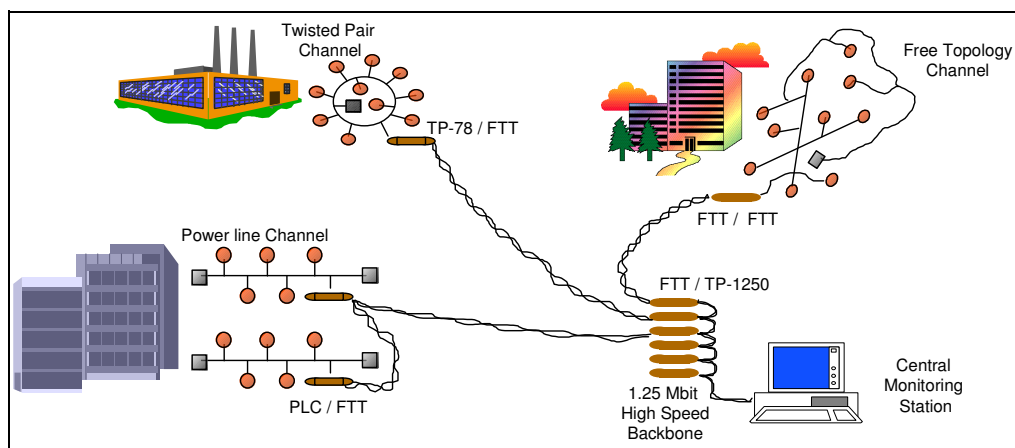 Twisted Pair
Channel
Free Topology
Channel
TP-78 / FTT
FTT / FTT
Power line Channel
FTT / TP-1250
PLC / FTT
1.25 Mbit
High Speed
Backbone
Central
Monitoring
Station